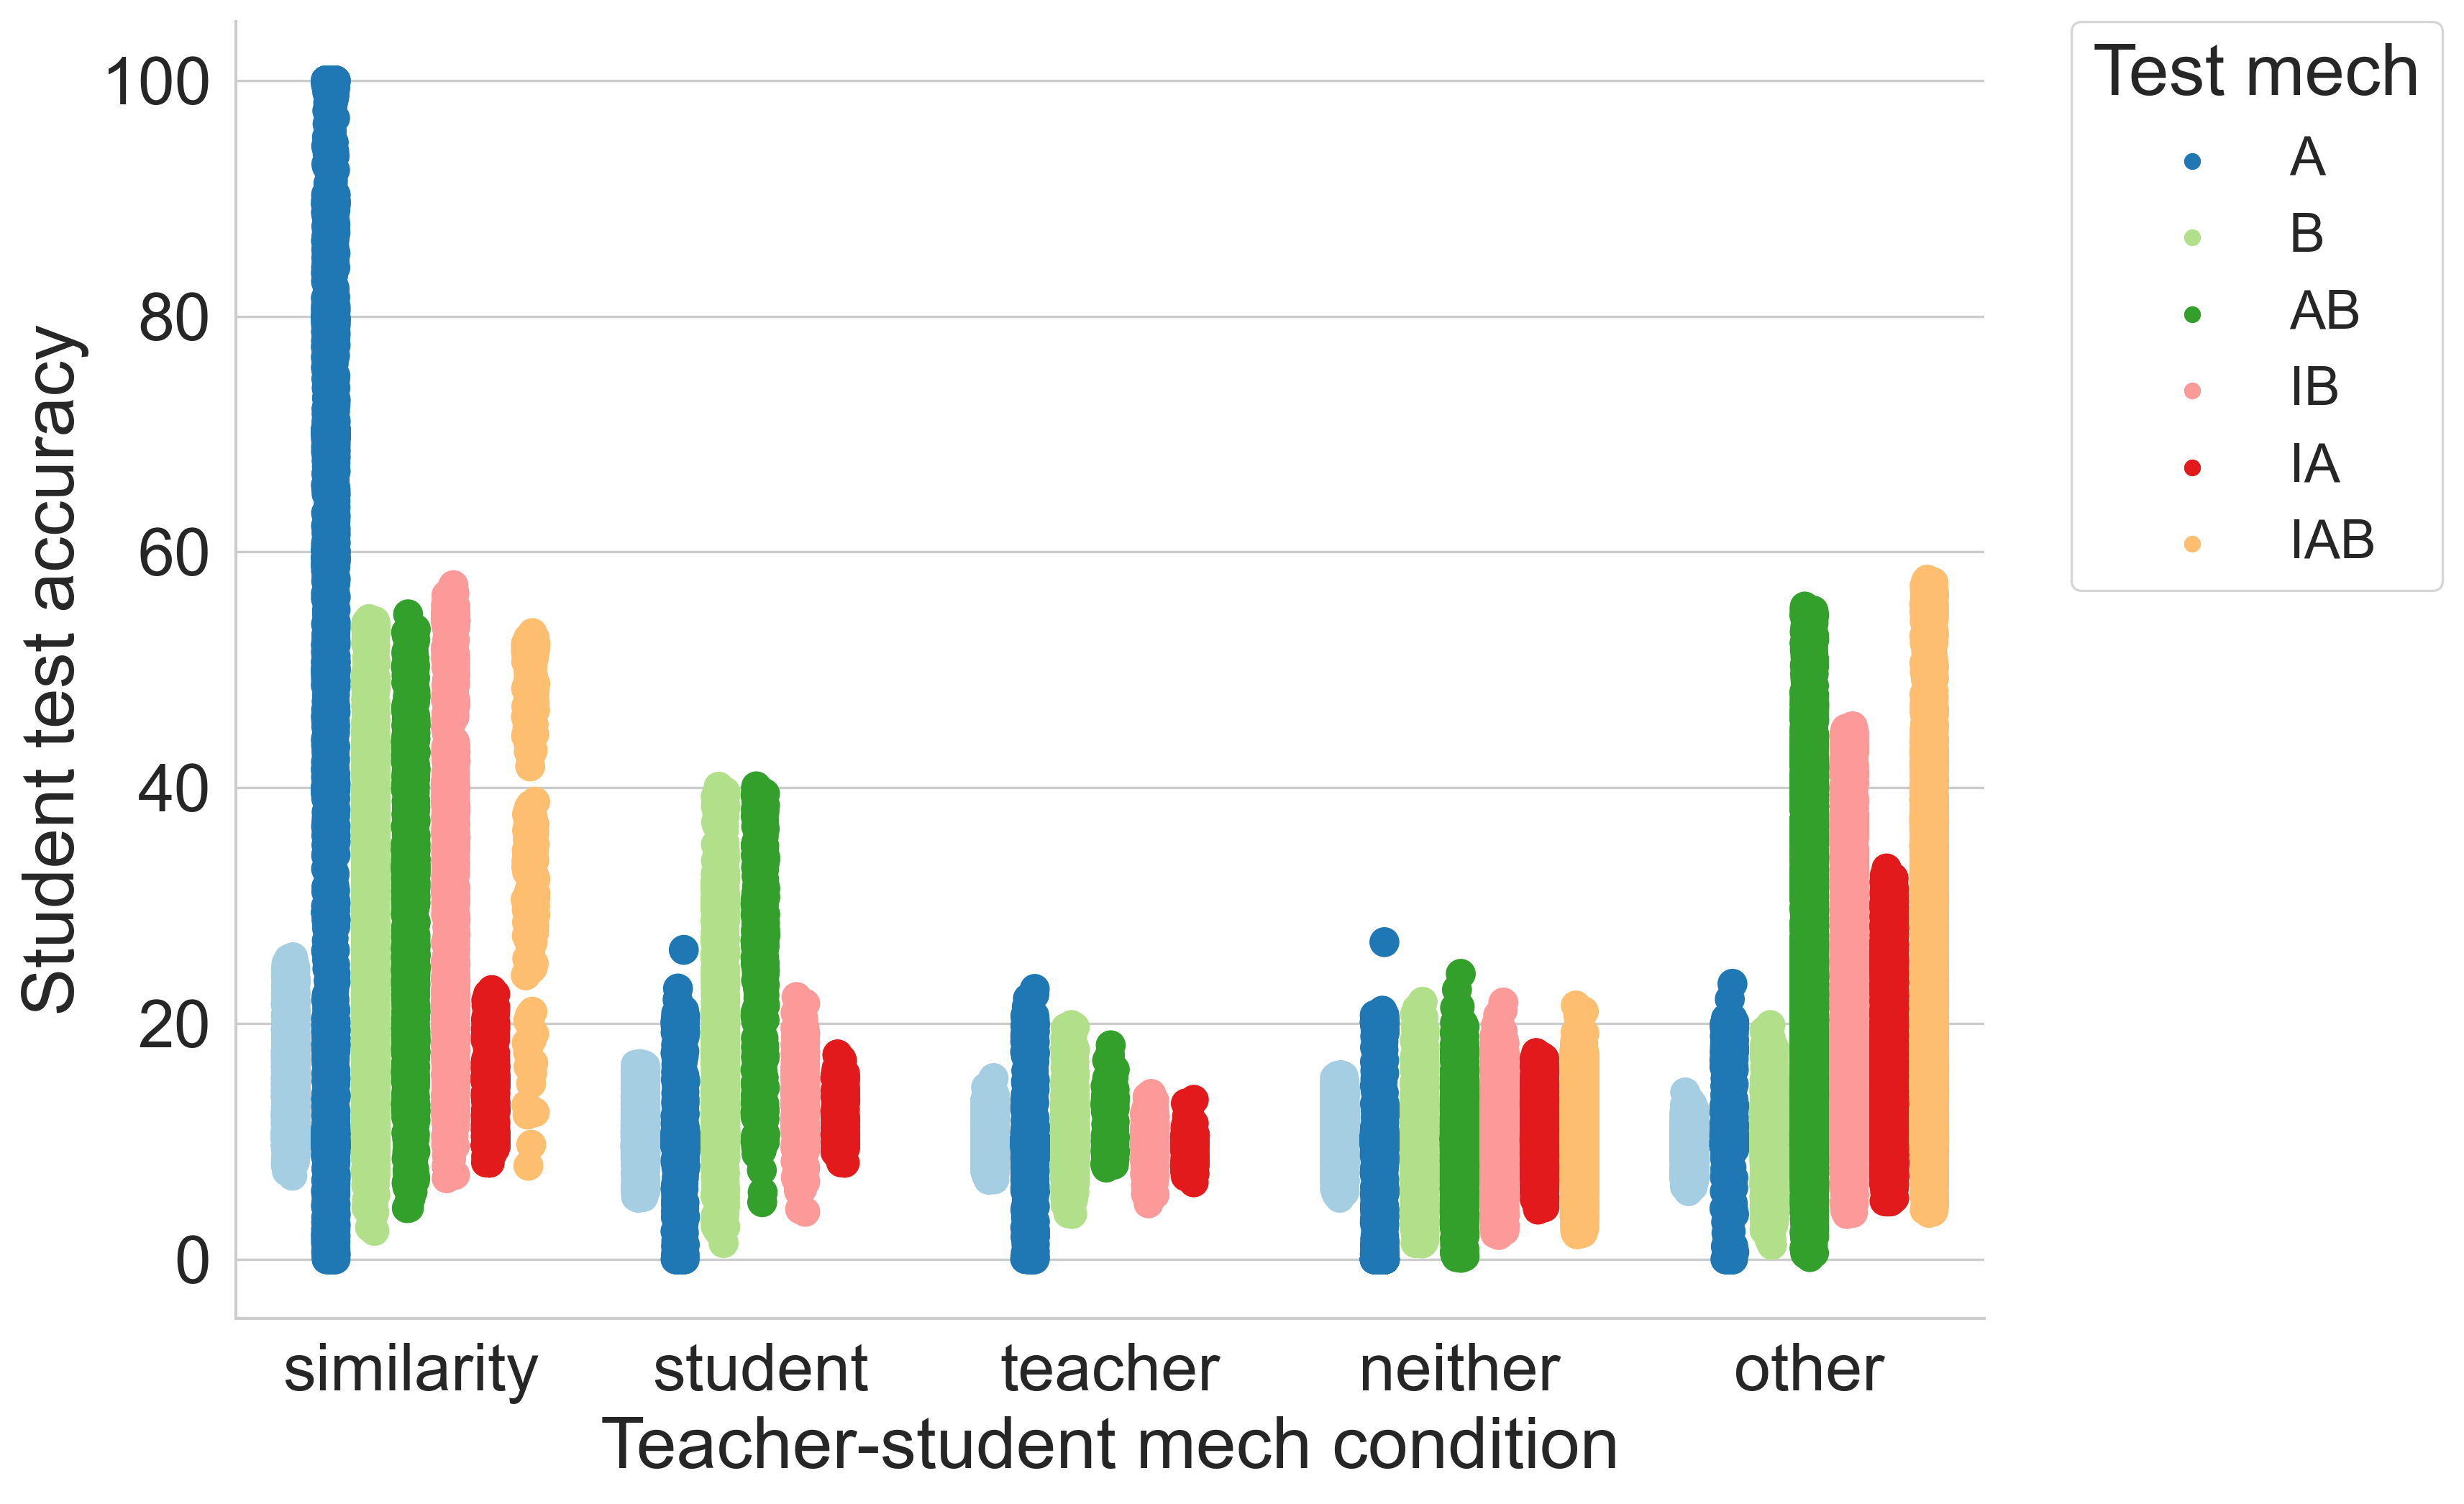 Student test accuracy
100
80
60
40
20
0
similarity
student
teacher
neither
other
Teacher-student mech condition
Test mech
A
B
AB
IB
IA
IAB